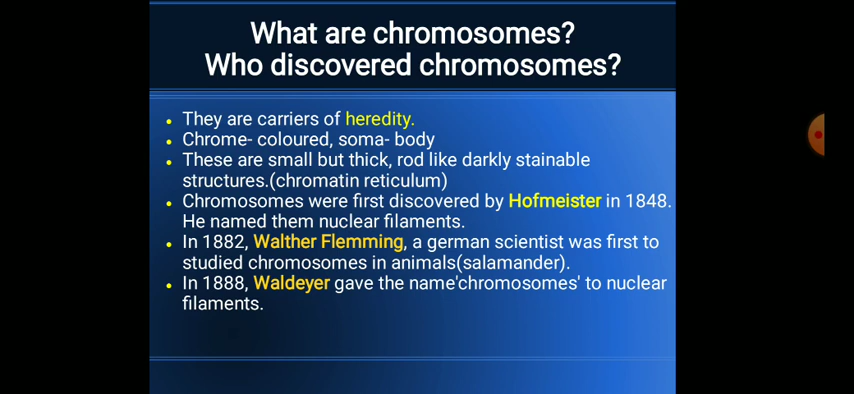 What are chromosomes?
Who discovered chromosomes?
• They are carriers of heredity.
• Chrome- coloured, soma- body
• These are small but thick, rod like darkly stainable
structures.(chromatin reticulum)
• Chromosomes were first discovered by Hofmeister in 1848.
He named them nuclear filaments.
• In 1882, Walther Flemming, a german scientist was first to
studied chromosomes in animals(salamander).
• In 1888, Waldeyer gave the name'chromosomes' to nuclear
filaments.